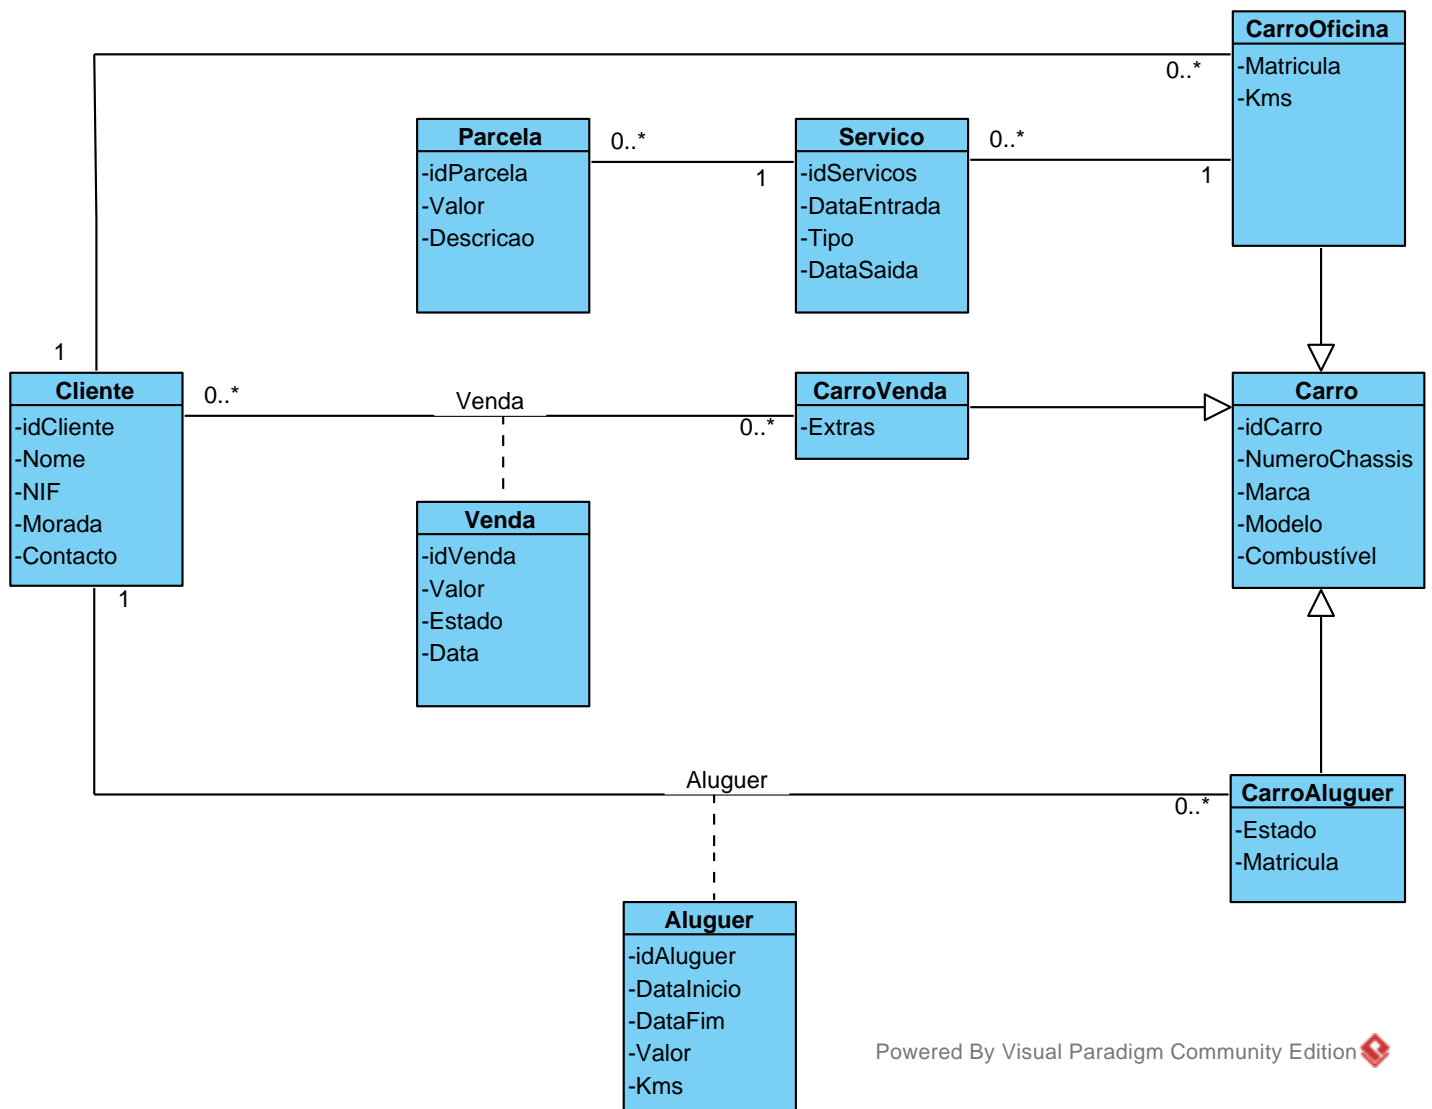 CarroOficina
-Matricula
-Kms
0..*
Parcela
-idParcela
-Valor
-Descricao
0..*
1
Servico
-idServicos
-DataEntrada
-Tipo
-DataSaida
0..*
1
1
Cliente
-idCliente
-Nome
-NIF
-Morada
-Contacto
0..*
Venda
0..*
CarroVenda
-Extras
Carro
-idCarro
-NumeroChassis
-Marca
-Modelo
-Combustível
Venda
-idVenda
-Valor
-Estado
-Data
1
Aluguer
0..*
CarroAluguer
-Estado
-Matricula
Aluguer
-idAluguer
-DataInicio
-DataFim
-Valor
-Kms
Powered By Visual Paradigm Community Edition